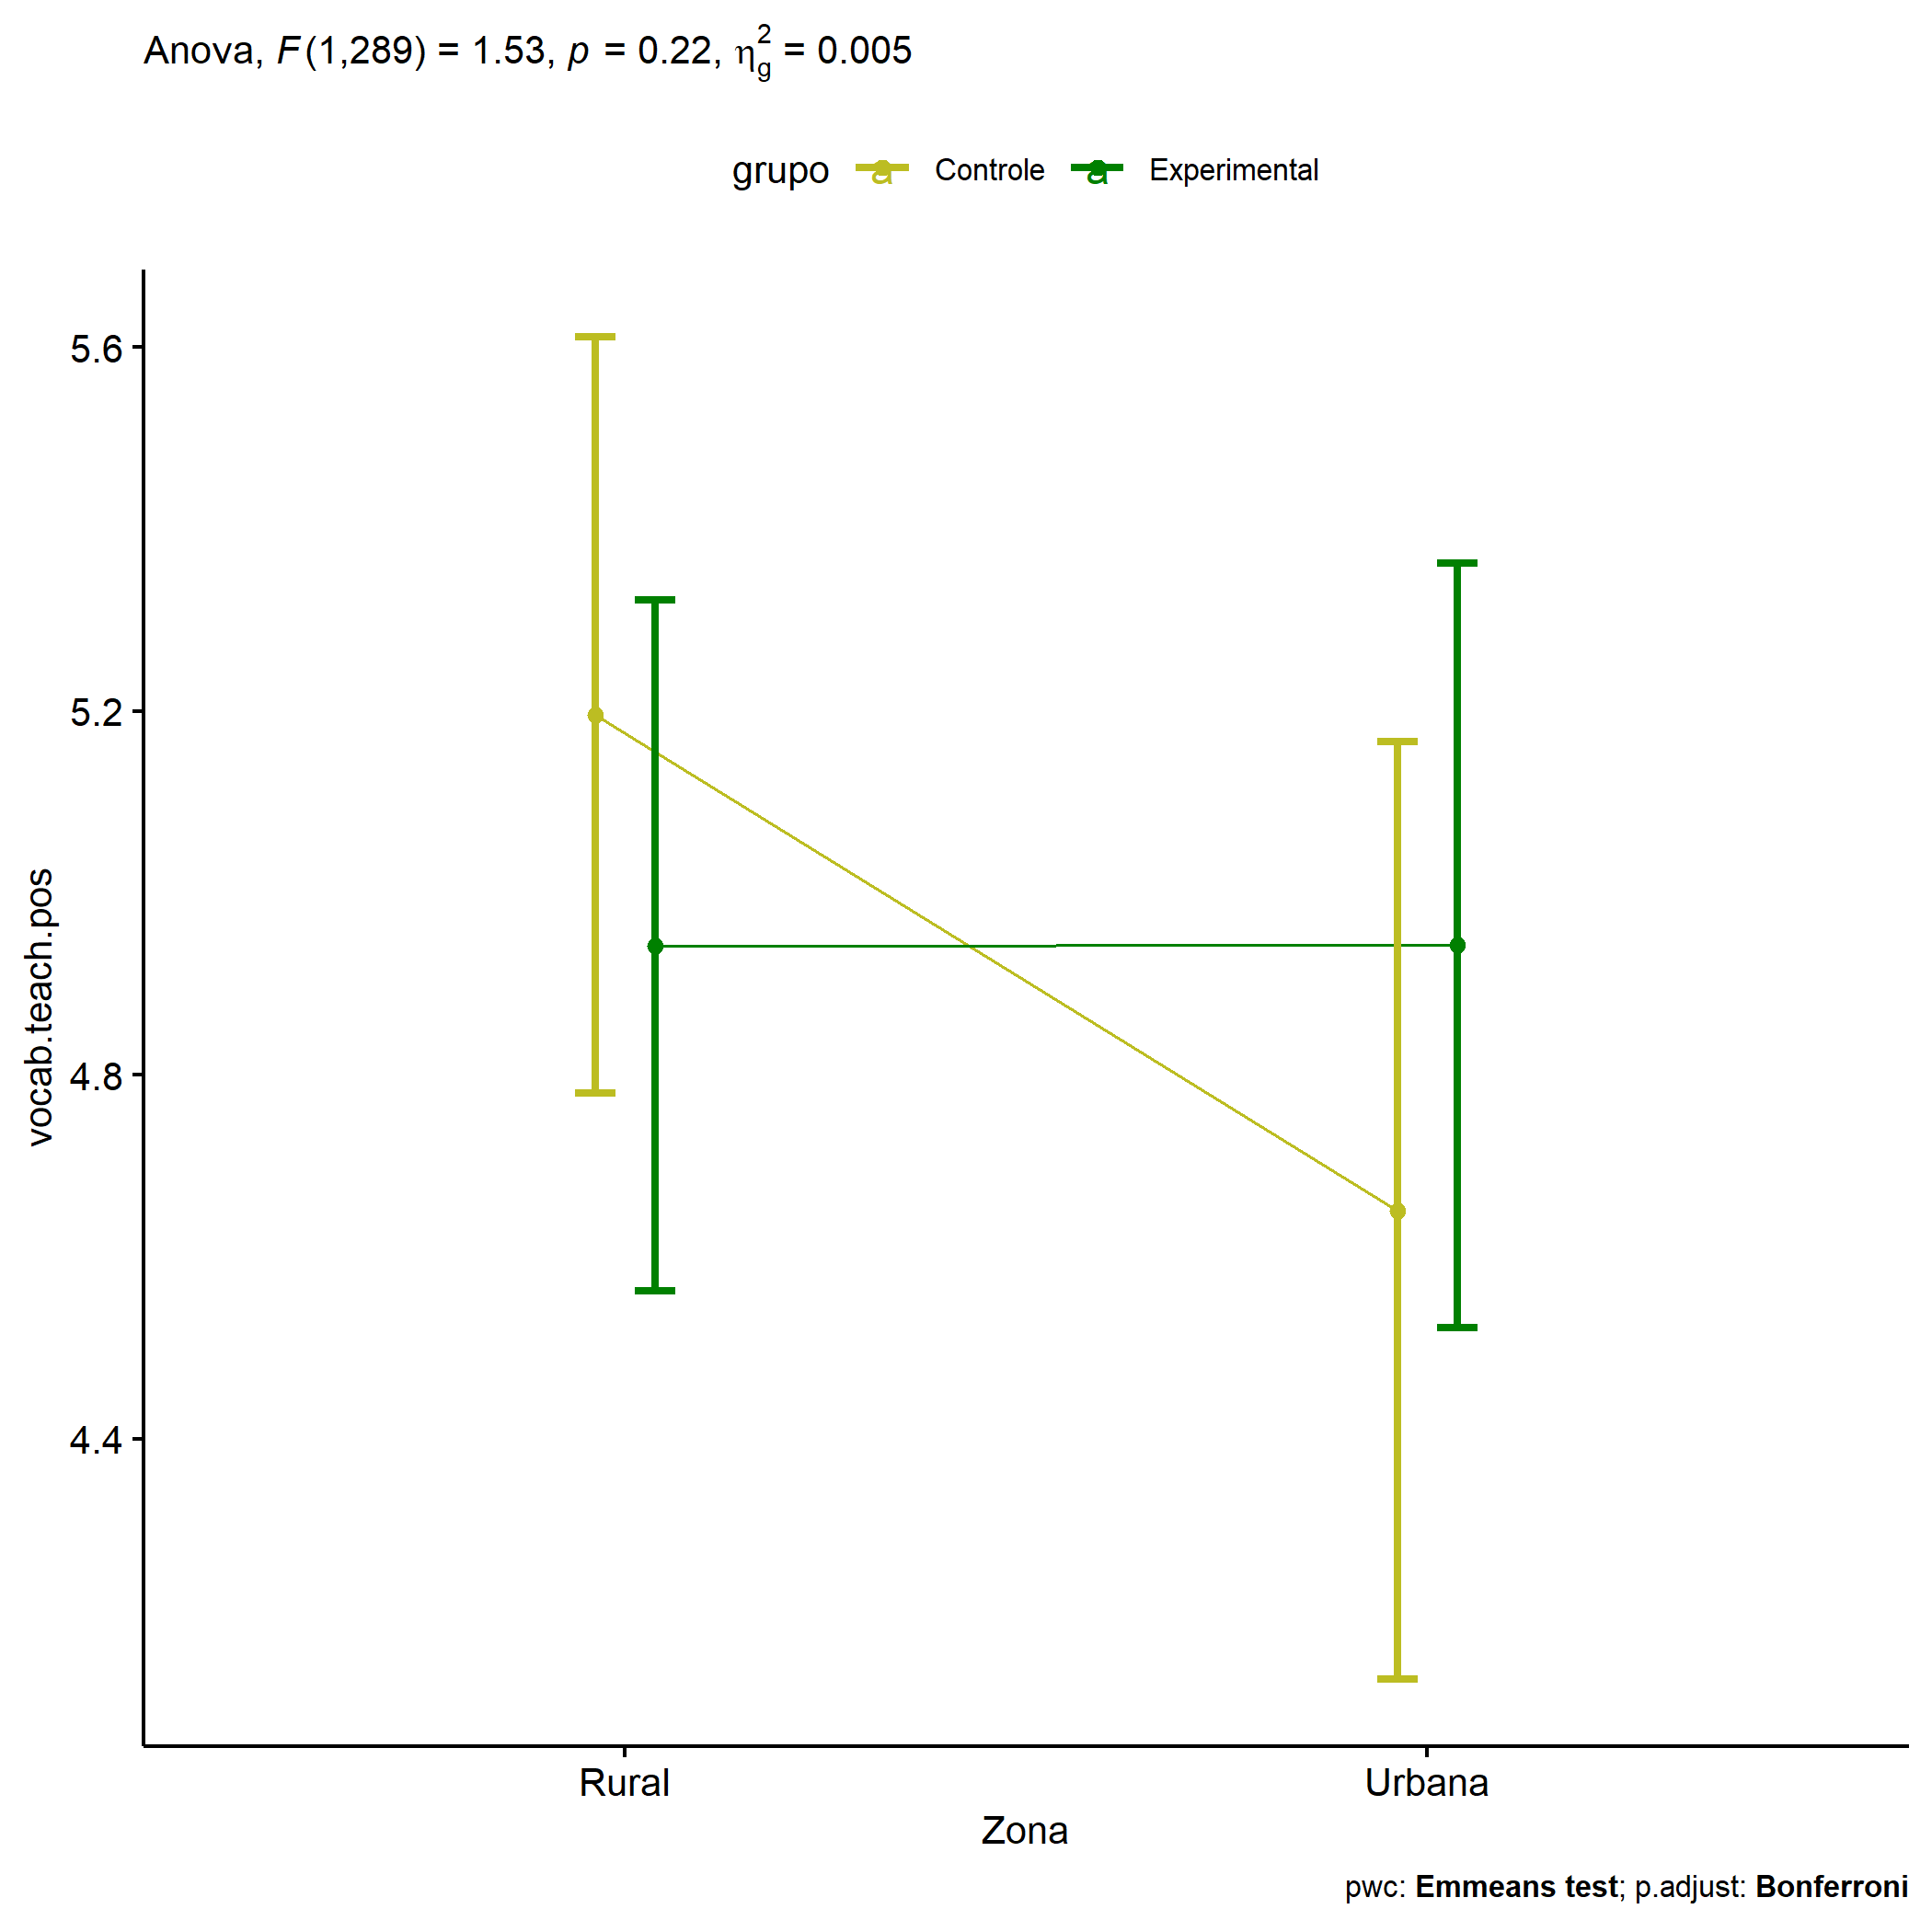 Anova, F(1,289) = 1.53, p = 0.22, η²g = 0.005
grupo a Controle a Experimental
5.6
5.2
4.8
4.4
vocab.teach.pos
Rural Urbana
Zona
pwc: Emmeans test; p.adjust: Bonferroni